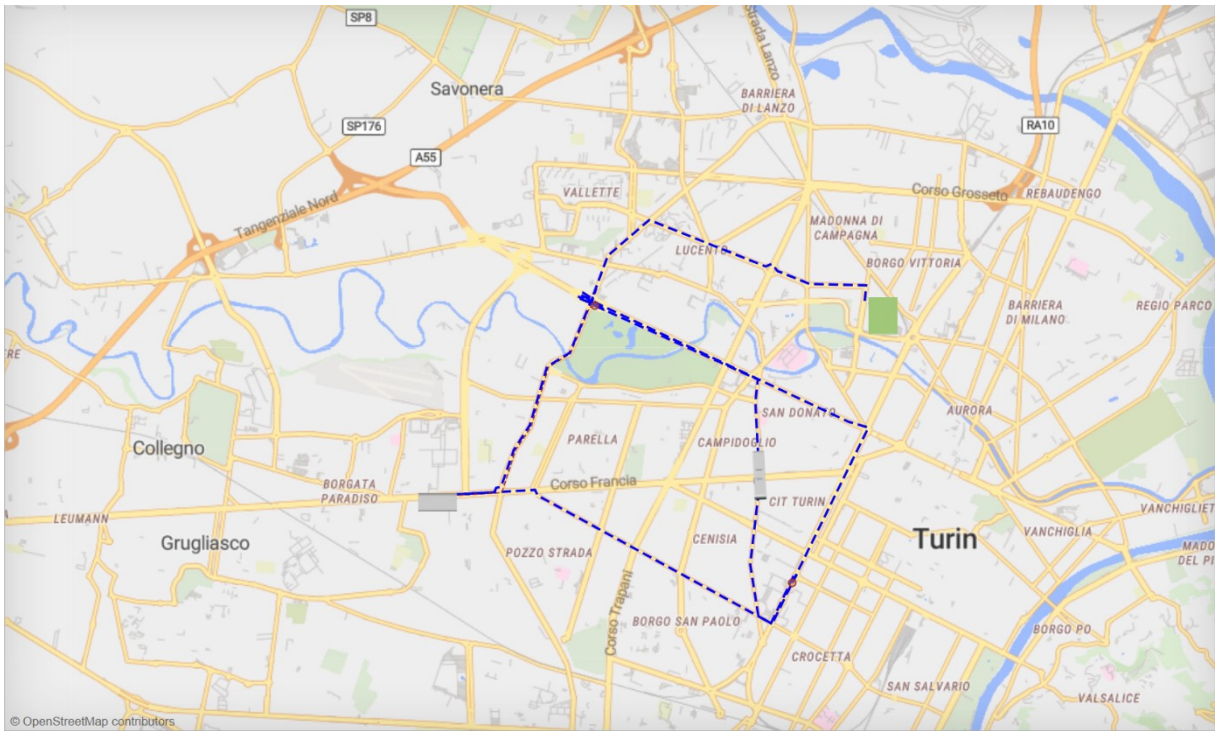 SP8
Strada Lanzo
Savonera
BARRIERA
DI LANZO
SP176
RA10
A55
VALLETTE
Corso Grosseto
REBAUDENGO
Tangenziale Nord
MADONNA DI
CAMPAGNA
LUCENTO
BORGO VITTORIA
BARRIERA
DI MILANO
REGIO PARCO
RE
SAN DONATO
AURORA
PARELLA
CAMPIDOGLIO
Collegno
BORGATA
PARADISO
Corso Francia
CIT TURIN
VANCHIGLIET
LEUMANN
VANCHIGLIA
Turin
CENISIA
Grugliasco
POZZO STRADA
MADO
DEL PI
Corso Trapani
BORGO SAN PAOLO
BORGO PO
CROCETTA
SAN SALVARIO
VALSALICE
© OpenStreetMap contributors